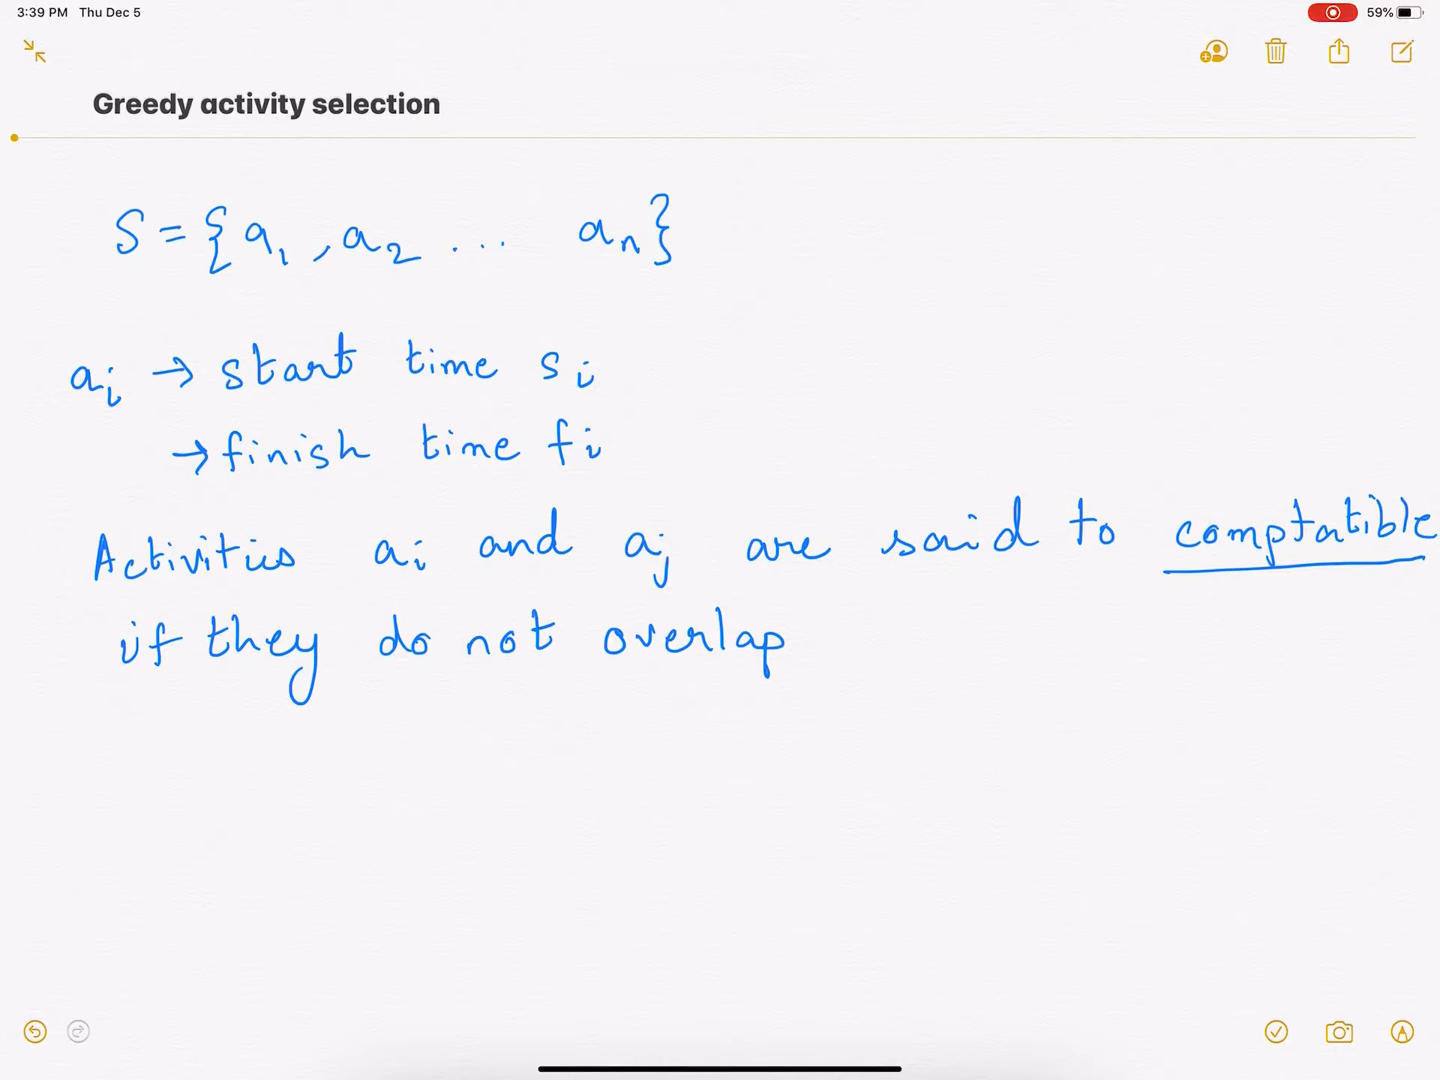 3:39 PM Thu Dec 5 59%
Greedy activity selection
S = {a₁, a₂ ... aₙ}
aᵢ → start time sᵢ
→ finish time fᵢ
Activities aᵢ and aⱼ are said to comptatible
if they do not overlap